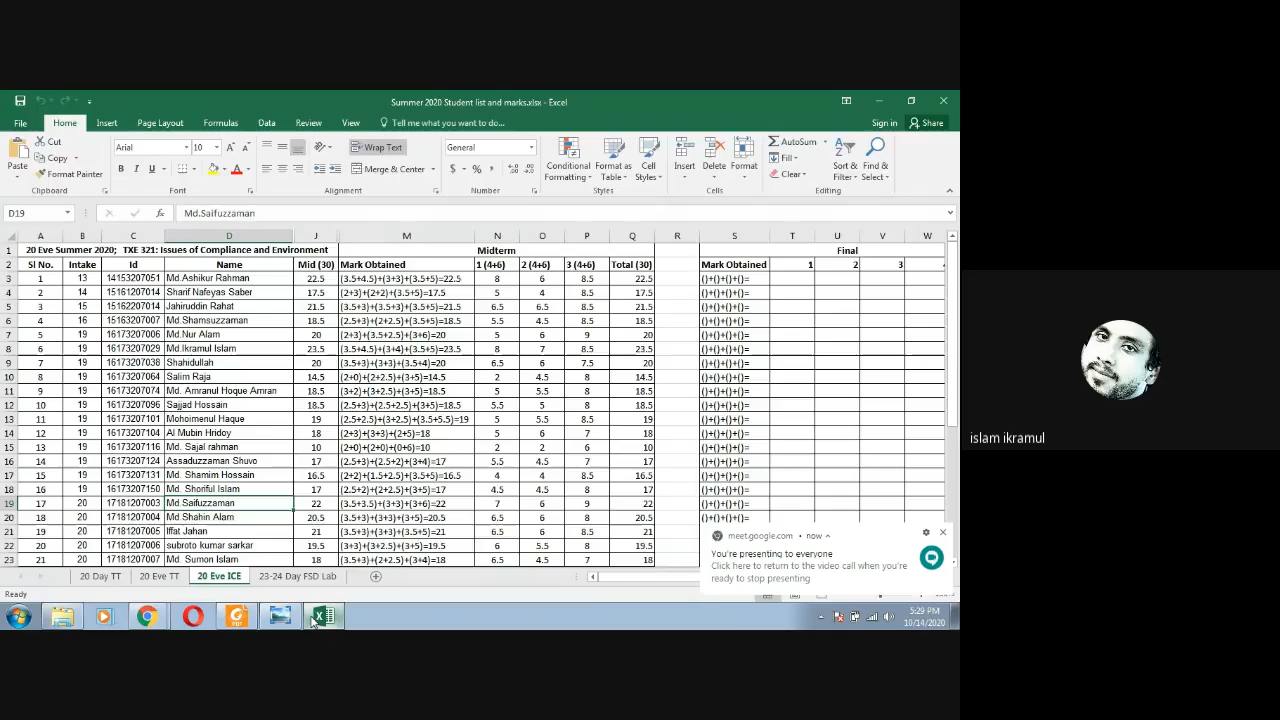 Summer 2020 Student list and marks.xlsx - Excel
File Home Insert Page Layout Formulas Data Review View Tell me what you want to do... Sign in Share
Cut Arial 10 Wrap Text General AutoSum
Paste Copy Fill
Format Painter Merge & Center Conditional Formatting Format as Table Cell Styles Insert Delete Format Clear Sort & Filter Find & Select
Clipboard Font Alignment Number Styles Cells Editing
D19 fx Md.Saifuzzaman
A B C D J M N O P Q R S T U V W
1 20 Eve Summer 2020; TXE 321: Issues of Compliance and Environment Midterm Final
2 Sl No. Intake Id Name Mid (30) Mark Obtained 1 (4+6) 2 (4+6) 3 (4+6) Total (30) Mark Obtained 1 2 3
3 1 13 14153207051 Md.Ashikur Rahman 22.5 (3.5+4.5)+(3+3)+(3.5+5)=22.5 8 6 8.5 22.5 ()+()+()+()=
4 2 14 15161207014 Sharif Nafeyas Saber 17.5 (2+3)+(2+2)+(3.5+5)=17.5 5 4 8.5 17.5 ()+()+()+()=
5 3 15 15162207014 Jahiruddin Rahat 21.5 (3.5+3)+(3.5+3)+(3.5+5)=21.5 6.5 6.5 8.5 21.5 ()+()+()+()=
6 4 16 15163207007 Md.Shamsuzzaman 18.5 (2.5+3)+(2+2.5)+(3.5+5)=18.5 5.5 4.5 8.5 18.5 ()+()+()+()=
7 5 19 16173207006 Md.Nur Alam 20 (2+3)+(3.5+2.5)+(3+6)=20 5 6 9 20 ()+()+()+()=
8 6 19 16173207029 Md.Ikramul Islam 23.5 (3.5+4.5)+(3+4)+(3.5+5)=23.5 8 7 8.5 23.5 ()+()+()+()=
9 7 19 16173207038 Shahidullah 20 (3.5+3)+(3+3)+(3.5+4)=20 6.5 6 7.5 20 ()+()+()+()=
10 8 19 16173207064 Salim Raja 14.5 (2+0)+(2+2.5)+(3+5)=14.5 2 4.5 8 14.5 ()+()+()+()=
11 9 19 16173207074 Md. Amranul Hoque Amran 18.5 (3+2)+(3+2.5)+(3+5)=18.5 5 5.5 8 18.5 ()+()+()+()=
12 10 19 16173207096 Sajjad Hossain 18.5 (2.5+3)+(2.5+2.5)+(3+5)=18.5 5.5 5 8 18.5 ()+()+()+()=
13 11 19 16173207101 Mohoimenul Haque 19 (2.5+2.5)+(3+2.5)+(3.5+5.5)=19 5 5.5 8.5 19 ()+()+()+()=
14 12 19 16173207104 Al Mubin Hridoy 18 (2+3)+(3+3)+(2+5)=18 5 6 7 18 ()+()+()+()=
15 13 19 16173207116 Md. Sajal rahman 10 (2+0)+(2+0)+(0+6)=10 2 2 6 10 ()+()+()+()=
16 14 19 16173207124 Assaduzzaman Shuvo 17 (2.5+3)+(2.5+2)+(3+4)=17 5.5 4.5 7 17 ()+()+()+()=
17 15 19 16173207131 Md. Shamim Hossain 16.5 (2+2)+(1.5+2.5)+(3.5+5)=16.5 4 4 8.5 16.5 ()+()+()+()=
18 16 19 16173207150 Md. Shoriful Islam 17 (2.5+2)+(2+2.5)+(3+5)=17 4.5 4.5 8 17 ()+()+()+()=
19 17 20 17181207003 Md.Saifuzzaman 22 (3.5+3.5)+(3+3)+(3+6)=22 7 6 9 22 ()+()+()+()=
20 18 20 17181207004 Md.Shahin Alam 20.5 (3.5+3)+(3+3)+(3+5)=20.5 6.5 6 8 20.5 ()+()+()+()=
21 19 20 17181207005 Iffat Jahan 21 (3.5+3)+(3+3)+(3.5+5)=21 6.5 6 8.5 21
22 20 20 17181207006 subroto kumar sarkar 19.5 (3+3)+(3+2.5)+(3+5)=19.5 6 5.5 8 19.5
23 21 20 17181207007 Md. Sumon Islam 18 (3.5+3)+(2+2.5)+(3+4)=18 6.5 4.5 7 18
meet.google.com • now
You're presenting to everyone
Click here to return to the video call when you're
ready to stop presenting
20 Day TT 20 Eve TT 20 Eve ICE 23-24 Day FSD Lab
Ready
5:29 PM
10/14/2020
islam ikramul